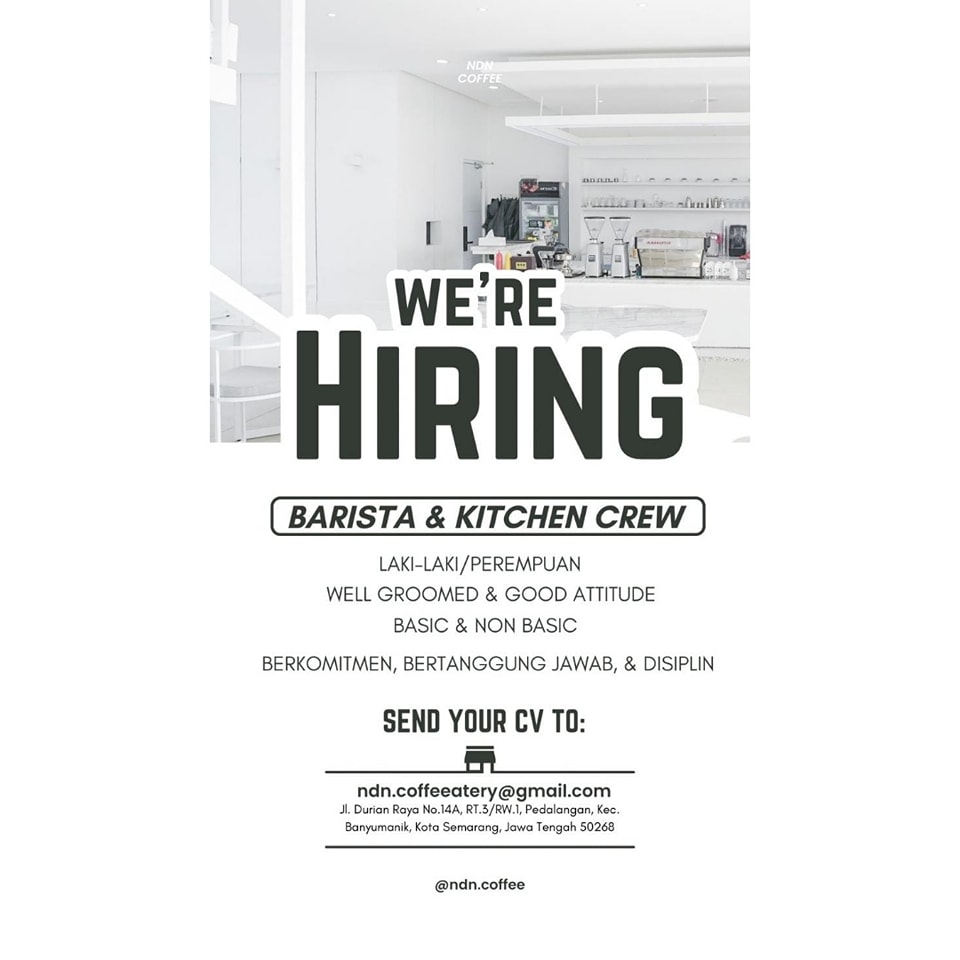 NDN
COFFEE
WE'RE
HIRING
BARISTA & KITCHEN CREW
LAKI-LAKI/PEREMPUAN
WELL GROOMED & GOOD ATTITUDE
BASIC & NON BASIC
BERKOMITMEN, BERTANGGUNG JAWAB, & DISIPLIN
SEND YOUR CV TO:
ndn.coffeeatery@gmail.com
Jl. Durian Raya No.14A, RT.3/RW.1, Pedalangan, Kec.
Banyumanik, Kota Semarang, Jawa Tengah 50268
@ndn.coffee